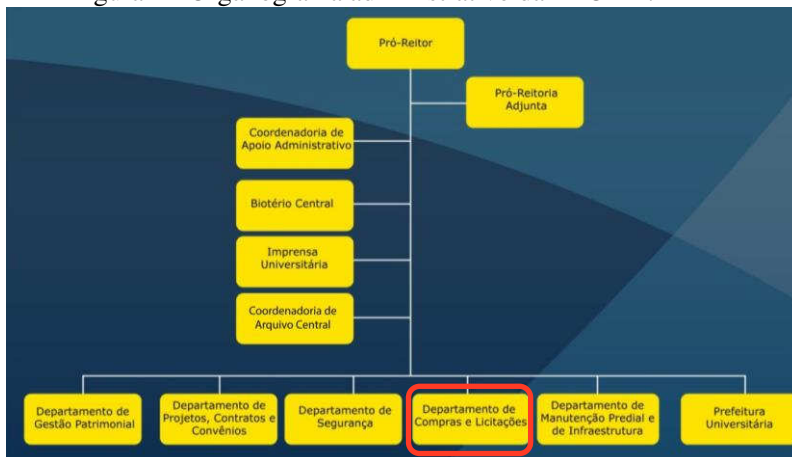 Pró-Reitor
Pró-Reitoria
Adjunta
Coordenadoria de
Apoio Administrativo
Biotério Central
Imprensa
Universitária
Coordenadoria de
Arquivo Central
Departamento de
Gestão Patrimonial
Departamento de
Projetos, Contratos e
Convênios
Departamento de
Segurança
Departamento de
Compras e Licitações
Departamento de
Manutenção Predial e
de Infraestrutura
Prefeitura
Universitária